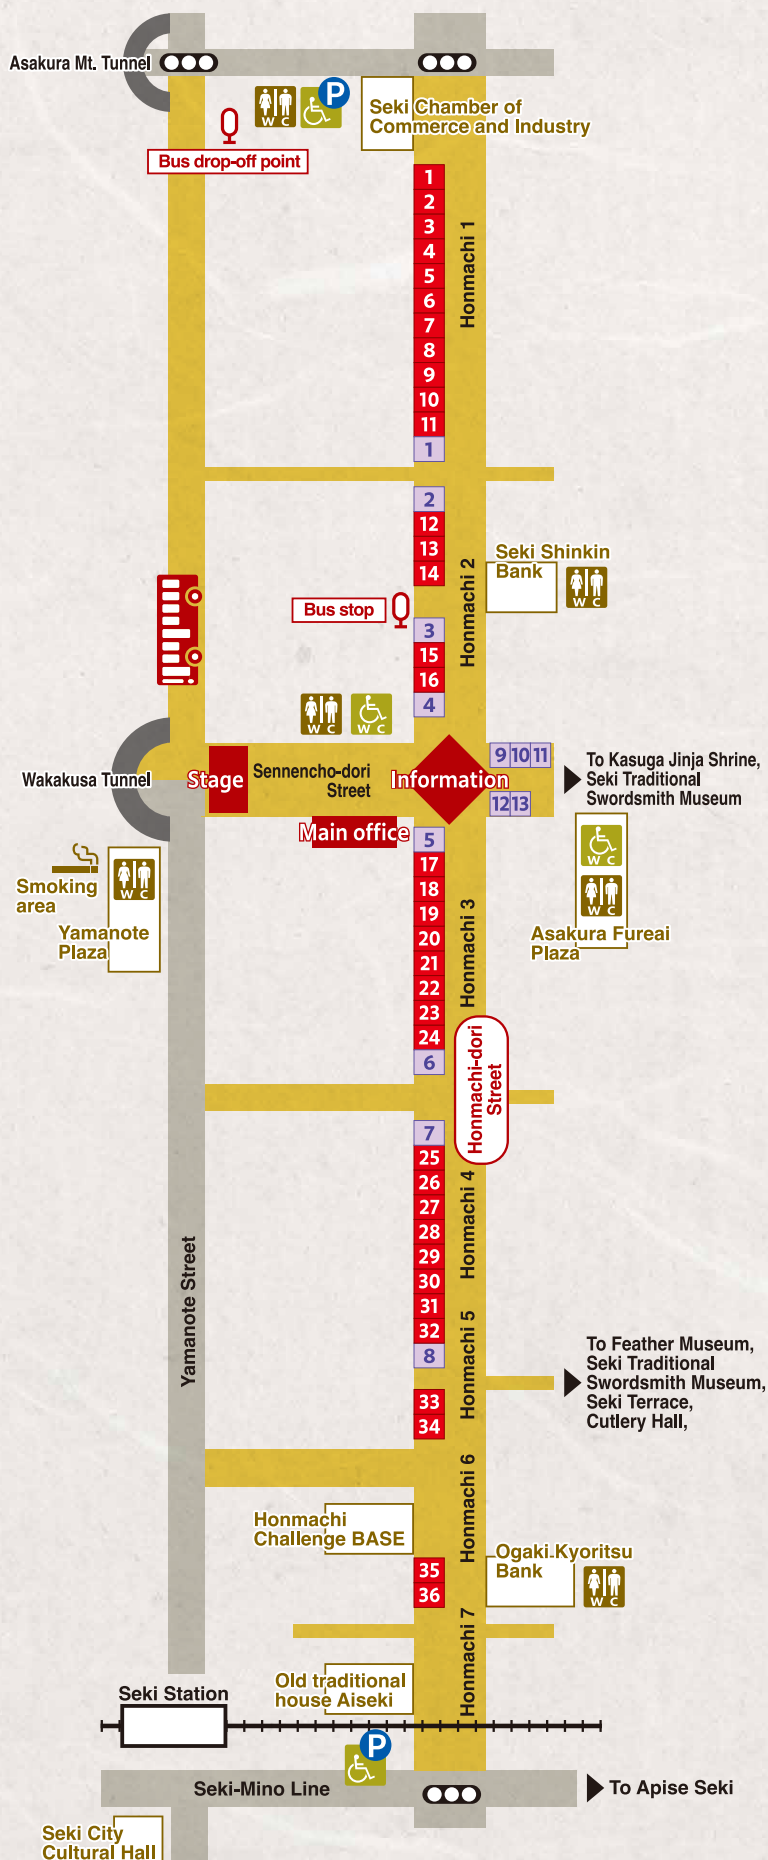 Asakura Mt. Tunnel
P
W C
Seki Chamber of
Commerce and Industry
Bus drop-off point
1
2
3
4
5
6
7
8
9
10
11
1
Honmachi 1
2
12
13
14
Honmachi 2
Seki Shinkin
Bank
W C
Bus stop
3
15
16
4
W C
W C
9 10 11
12 13
To Kasuga Jinja Shrine,
Seki Traditional
Swordsmith Museum
Wakakusa Tunnel
Stage
Sennencho-dori
Street
Information
Main office
Smoking
area
W C
Yamanote
Plaza
W C
W C
Asakura Fureai
Plaza
5
17
18
19
20
21
22
23
24
6
Honmachi 3
Honmachi-dori
Street
7
25
26
27
28
29
30
31
32
8
Honmachi 4
Yamanote Street
Honmachi 5
33
34
To Feather Museum,
Seki Traditional
Swordsmith Museum,
Seki Terrace,
Cutlery Hall,
Honmachi 6
Honmachi
Challenge BASE
35
36
Ogaki Kyoritsu
Bank
W C
Honmachi 7
Old traditional
house Aiseki
Seki Station
P
Seki-Mino Line
To Apise Seki
Seki City
Cultural Hall